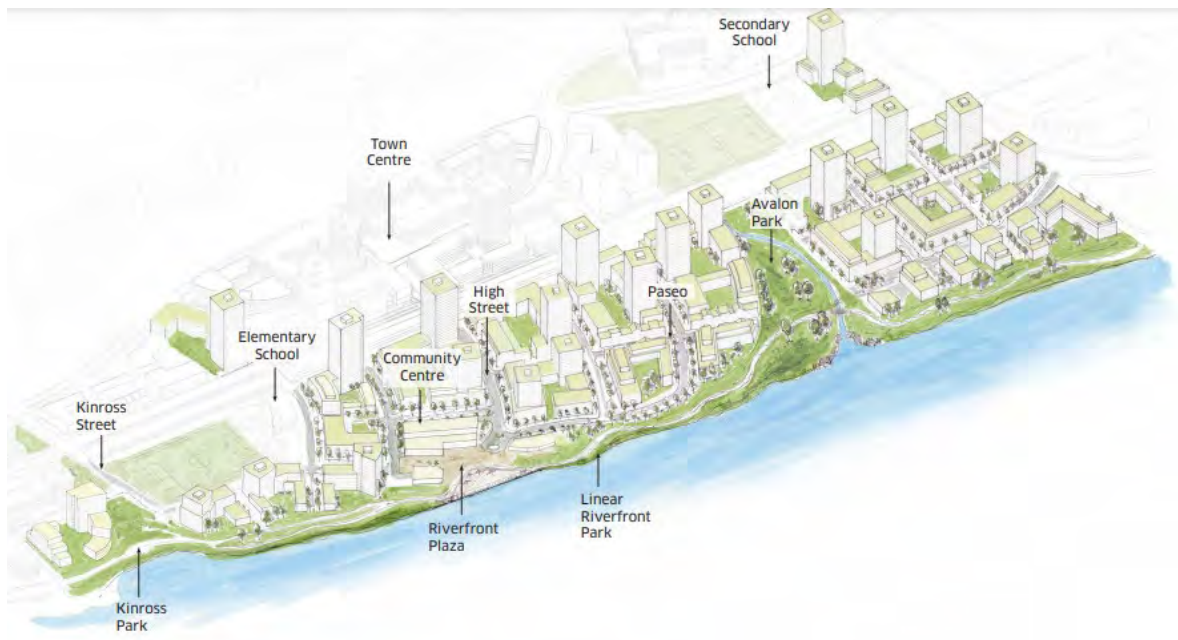 Secondary
School
Town
Centre
Avalon
Park
High
Street
Paseo
Elementary
School
Community
Centre
Kinross
Street
Linear
Riverfront
Park
Riverfront
Plaza
Kinross
Park